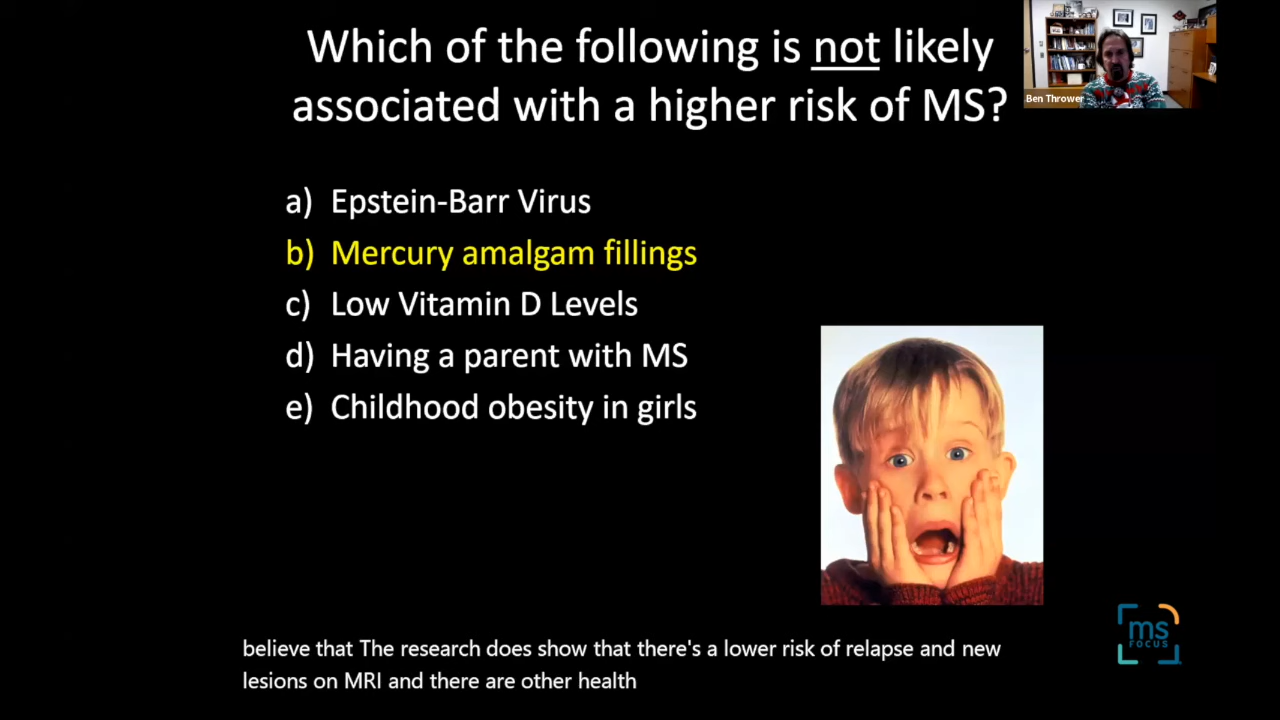 Which of the following is not likely
associated with a higher risk of MS?
Ben Thrower
a) Epstein-Barr Virus
b) Mercury amalgam fillings
c) Low Vitamin D Levels
d) Having a parent with MS
e) Childhood obesity in girls
ms
FOCUS
believe that The research does show that there's a lower risk of relapse and new
lesions on MRI and there are other health